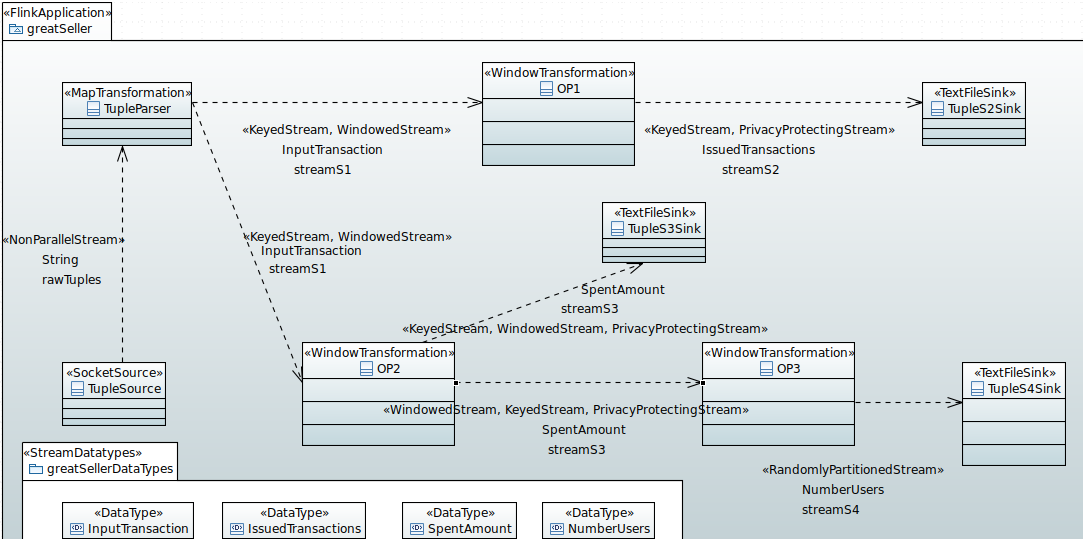 «FlinkApplication»
greatSeller
«MapTransformation»
TupleParser
«WindowTransformation»
OP1
«TextFileSink»
TupleS2Sink
«KeyedStream, WindowedStream»
InputTransaction
streamS1
«KeyedStream, PrivacyProtectingStream»
IssuedTransactions
streamS2
«TextFileSink»
TupleS3Sink
«NonParallelStream»
String
rawTuples
«KeyedStream, WindowedStream»
InputTransaction
streamS1
SpentAmount
streamS3
«KeyedStream, WindowedStream, PrivacyProtectingStream»
«SocketSource»
TupleSource
«WindowTransformation»
OP2
«WindowTransformation»
OP3
«TextFileSink»
TupleS4Sink
«WindowedStream, KeyedStream, PrivacyProtectingStream»
SpentAmount
streamS3
«RandomlyPartitionedStream»
NumberUsers
streamS4
«StreamDatatypes»
greatSellerDataTypes
«DataType»
InputTransaction
«DataType»
IssuedTransactions
«DataType»
SpentAmount
«DataType»
NumberUsers